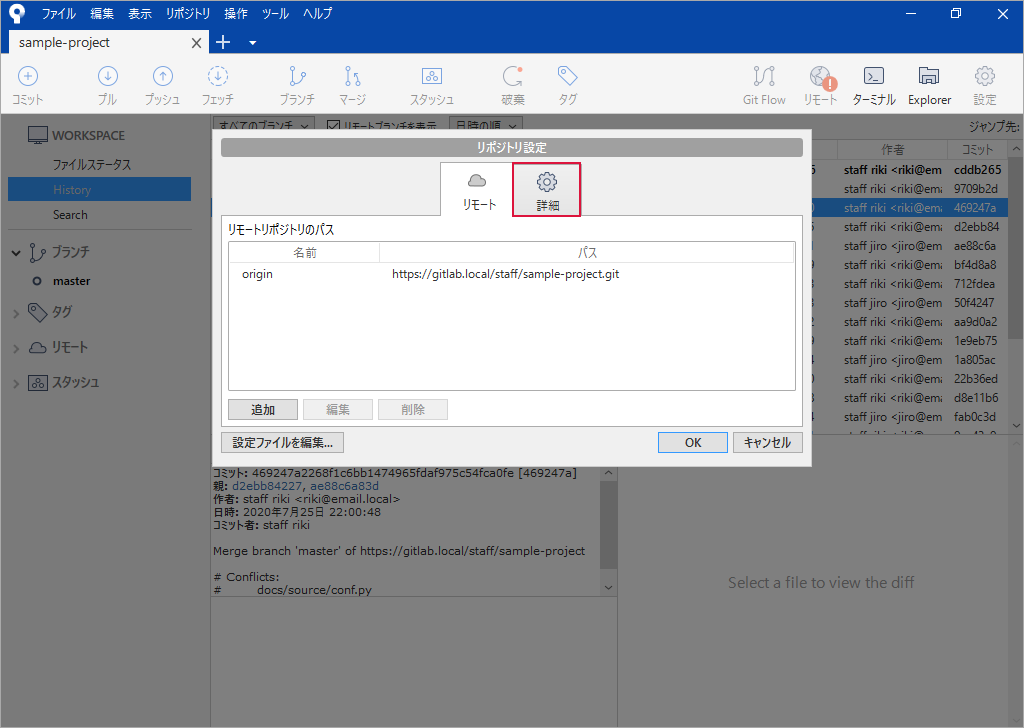 ファイル 編集 表示 リポジトリ 操作 ツール ヘルプ
sample-project
コミット プル プッシュ フェッチ ブランチ マージ スタッシュ 破棄 タグ Git Flow リモート ターミナル Explorer 設定
WORKSPACE
ファイルステータス
History
Search
ブランチ
master
タグ
リモート
スタッシュ
すべてのブランチ リモートブランチを表示 日時の順 ジャンプ先:
作者 コミット
staff riki <riki@em cddb265
staff riki <riki@ema 9709b2d
staff riki <riki@ema 469247a
staff riki <riki@ema d2ebb84
staff jiro <jiro@ema ae88c6a
staff riki <riki@ema bf4d8a8
staff riki <riki@ema 712fdea
staff jiro <jiro@ema 50f4247
staff riki <riki@ema aa9d0a2
staff riki <riki@ema 1e9eb75
staff jiro <jiro@ema 1a805ac
staff riki <riki@ema 22b36ed
staff riki <riki@ema d8e11b6
staff jiro <jiro@ema fab0c3d
リポジトリ設定
リモート 詳細
リモートリポジトリのパス
名前 パス
origin https://gitlab.local/staff/sample-project.git
追加 編集 削除
設定ファイルを編集... OK キャンセル
コミット: 469247a2268f1c6bb1474965fdaf975c54fca0fe [469247a]
親: d2ebb84227, ae88c6a83d
作者: staff riki <riki@email.local>
日時: 2020年7月25日 22:00:48
コミット者: staff riki
Merge branch 'master' of https://gitlab.local/staff/sample-project
# Conflicts:
# docs/source/conf.py
Select a file to view the diff